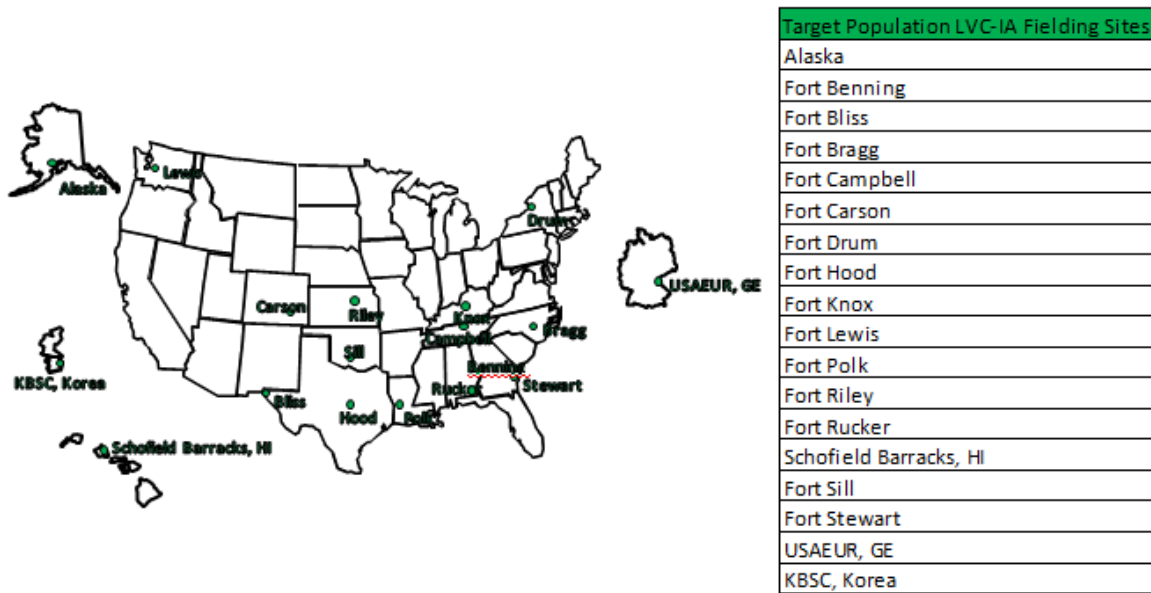 Target Population LVC-IA Fielding Sites
Alaska
Fort Benning
Fort Bliss
Fort Bragg
Fort Campbell
Fort Carson
Fort Drum
Fort Hood
Fort Knox
Fort Lewis
Fort Polk
Fort Riley
Fort Rucker
Schofield Barracks, HI
Fort Sill
Fort Stewart
USAEUR, GE
KBSC, Korea
Lewis
Alaska
Drum
USAEUR, GE
Carson
Riley
Knox
Campbell
Bragg
Sill
Benning
KBSC, Korea
Rucker
Stewart
Bliss
Hood
Polk
Schofield Barracks, HI